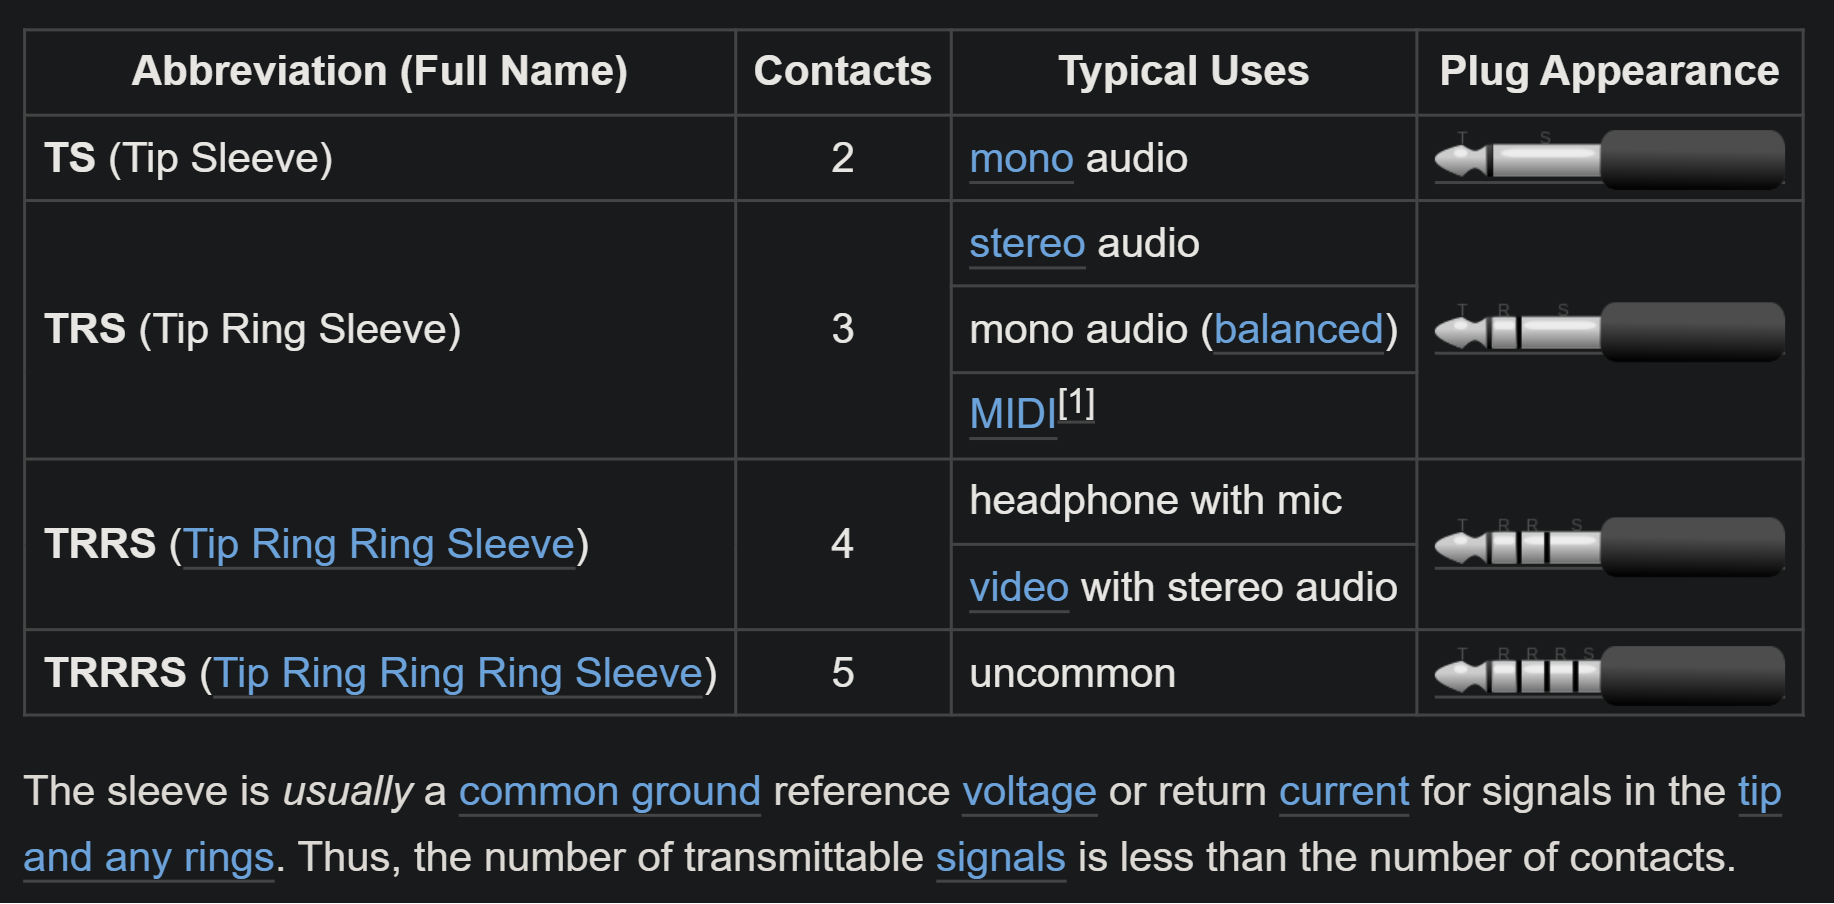 Abbreviation (Full Name) Contacts Typical Uses Plug Appearance
TS (Tip Sleeve) 2 mono audio T S
TRS (Tip Ring Sleeve) 3 stereo audio T R S
mono audio (balanced)
MIDI[1]
TRRS (Tip Ring Ring Sleeve) 4 headphone with mic T R R S
video with stereo audio
TRRRS (Tip Ring Ring Ring Sleeve) 5 uncommon T R R R S
The sleeve is usually a common ground reference voltage or return current for signals in the tip
and any rings. Thus, the number of transmittable signals is less than the number of contacts.